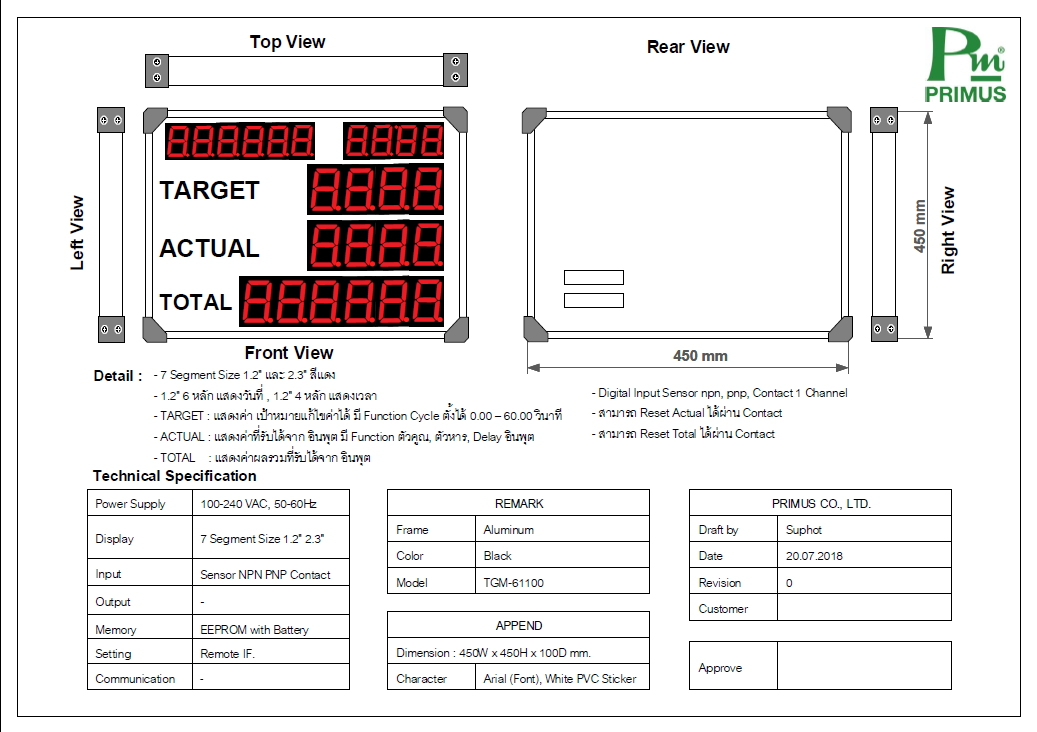 Top View
Rear View
Pm®
PRIMUS
Left View
8.8.8.8.8.8. 8.8.8.8.
TARGET 8.8.8.8.
ACTUAL 8.8.8.8.
TOTAL 8.8.8.8.8.8.
Front View
450 mm
Right View
450 mm
Detail : - 7 Segment Size 1.2" และ 2.3" สีแดง
- 1.2" 6 หลัก แสดงวันที่ , 1.2" 4 หลัก แสดงเวลา
- TARGET : แสดงค่า เป้าหมายแก้ไขค่าได้ มี Function Cycle ตั้งได้ 0.00 – 60.00 วินาที
- ACTUAL : แสดงค่าที่รับได้จาก อินพุต มี Function ตัวคูณ, ตัวหาร, Delay อินพุต
- TOTAL : แสดงค่าผลรวมที่รับได้จาก อินพุต
- Digital Input Sensor npn, pnp, Contact 1 Channel
- สามารถ Reset Actual ได้ผ่าน Contact
- สามารถ Reset Total ได้ผ่าน Contact
Technical Specification
Power Supply 100-240 VAC, 50-60Hz
Display 7 Segment Size 1.2" 2.3"
Input Sensor NPN PNP Contact
Output -
Memory EEPROM with Battery
Setting Remote IF.
Communication -
REMARK
Frame Aluminum
Color Black
Model TGM-61100
APPEND
Dimension : 450W x 450H x 100D mm.
Character Arial (Font), White PVC Sticker
PRIMUS CO., LTD.
Draft by Suphot
Date 20.07.2018
Revision 0
Customer
Approve